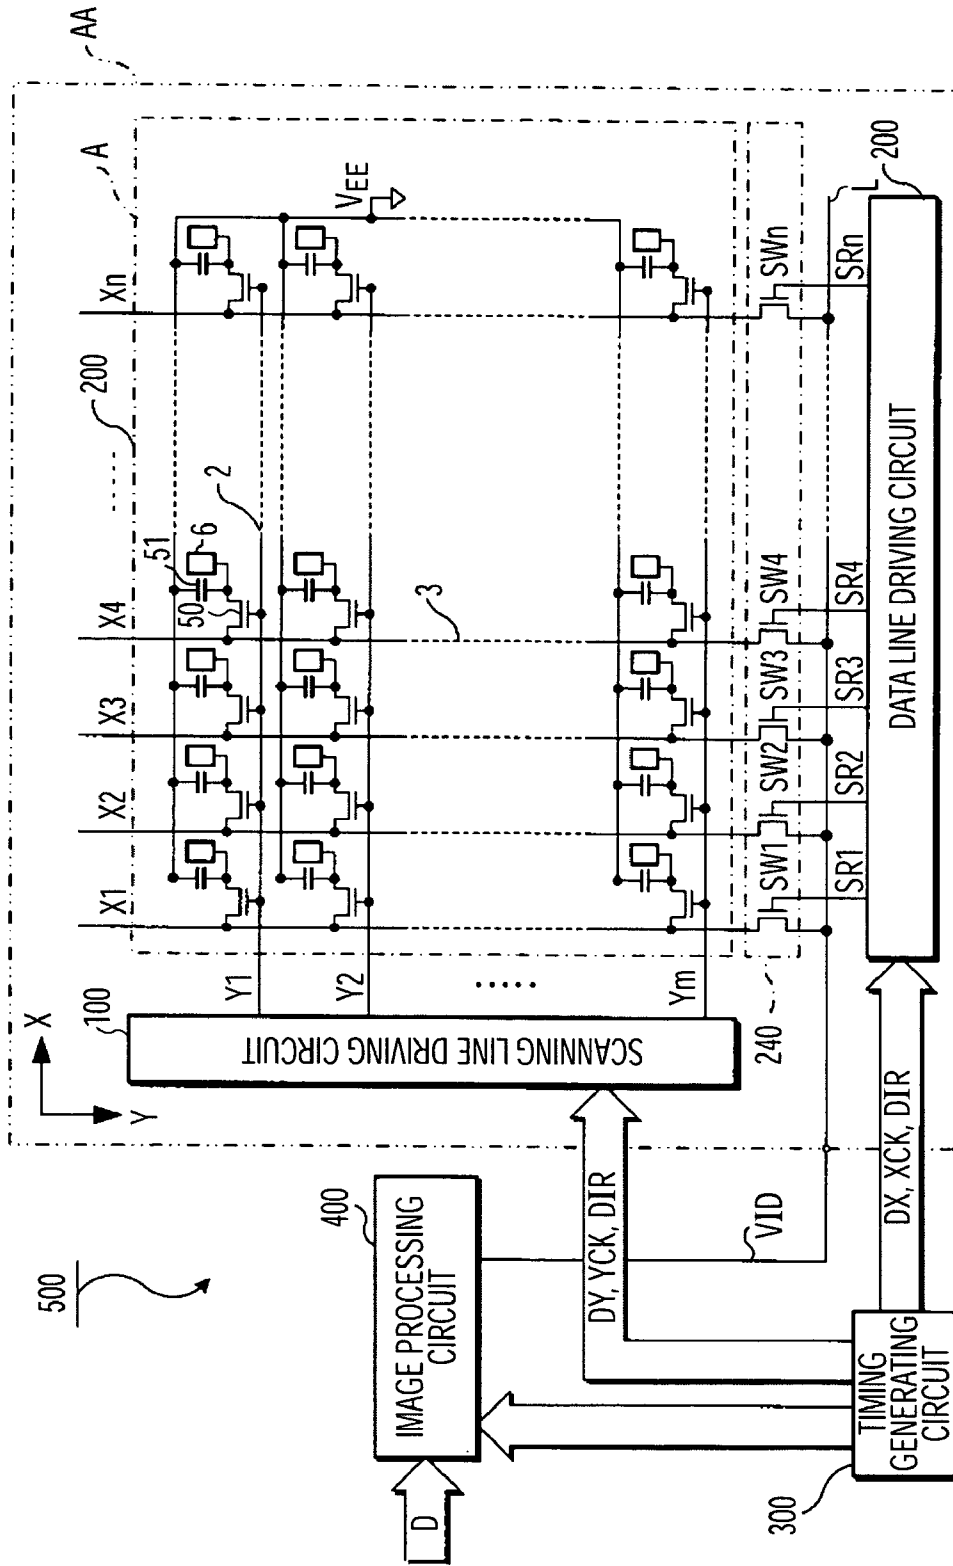 500
X
Y
AA
A
200
.....
X1
X2
X3
X4
Xn
100
SCANNING LINE DRIVING CIRCUIT
Y1
Y2
.....
Ym
50
51
6
2
3
VEE
D
400
IMAGE PROCESSING
CIRCUIT
DY, YCK, DIR
VID
240
SW1
SW2
SW3
SW4
SWn
SR1
SR2
SR3
SR4
SRn
L
200
DATA LINE DRIVING CIRCUIT
DX, XCK, DIR
300
TIMING
GENERATING
CIRCUIT